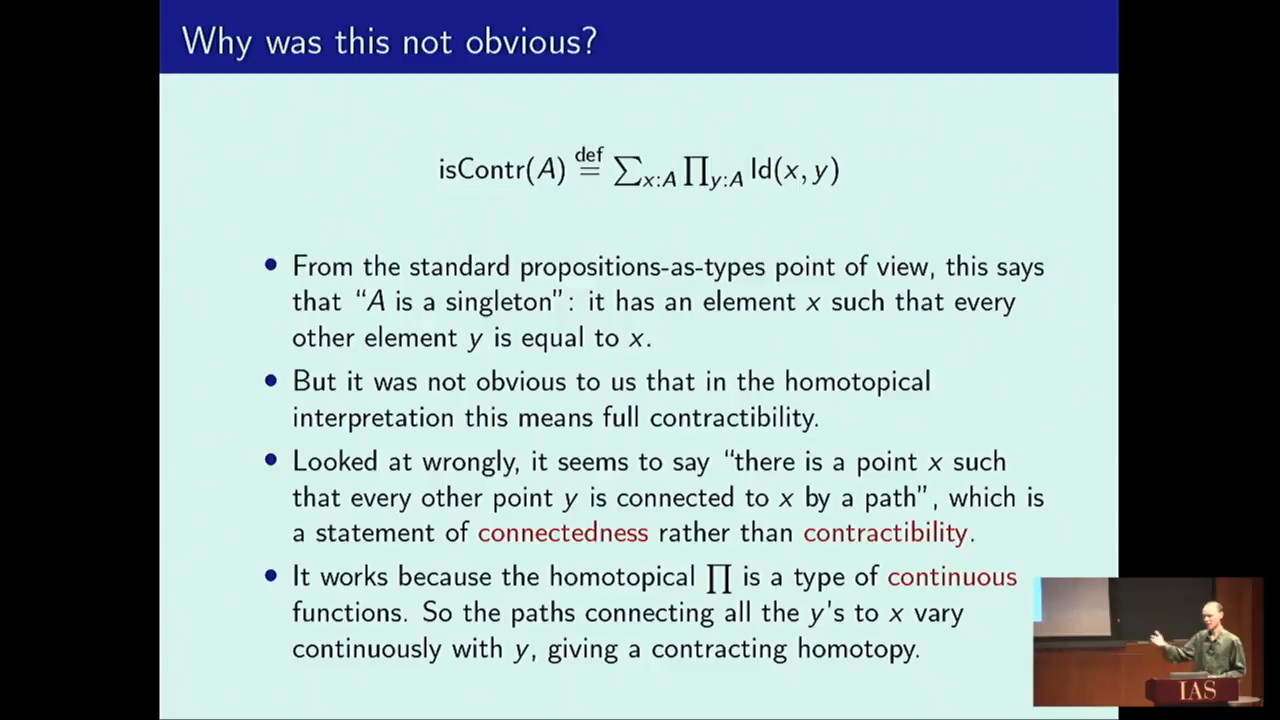 Why was this not obvious?
isContr(A) def= ∑x:A ∏y:A Id(x, y)
• From the standard propositions-as-types point of view, this says
that “A is a singleton”: it has an element x such that every
other element y is equal to x.
• But it was not obvious to us that in the homotopical
interpretation this means full contractibility.
• Looked at wrongly, it seems to say “there is a point x such
that every other point y is connected to x by a path”, which is
a statement of connectedness rather than contractibility.
• It works because the homotopical ∏ is a type of continuous
functions. So the paths connecting all the y's to x vary
continuously with y, giving a contracting homotopy.
IAS